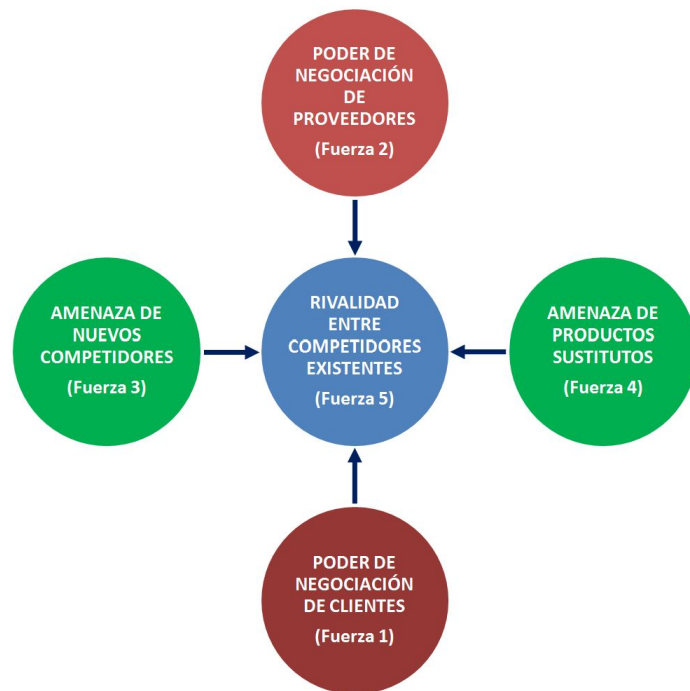 PODER DE
NEGOCIACIÓN
DE
PROVEEDORES
(Fuerza 2)
AMENAZA DE
NUEVOS
COMPETIDORES
(Fuerza 3)
RIVALIDAD
ENTRE
COMPETIDORES
EXISTENTES
(Fuerza 5)
AMENAZA DE
PRODUCTOS
SUSTITUTOS
(Fuerza 4)
PODER DE
NEGOCIACIÓN
DE CLIENTES
(Fuerza 1)